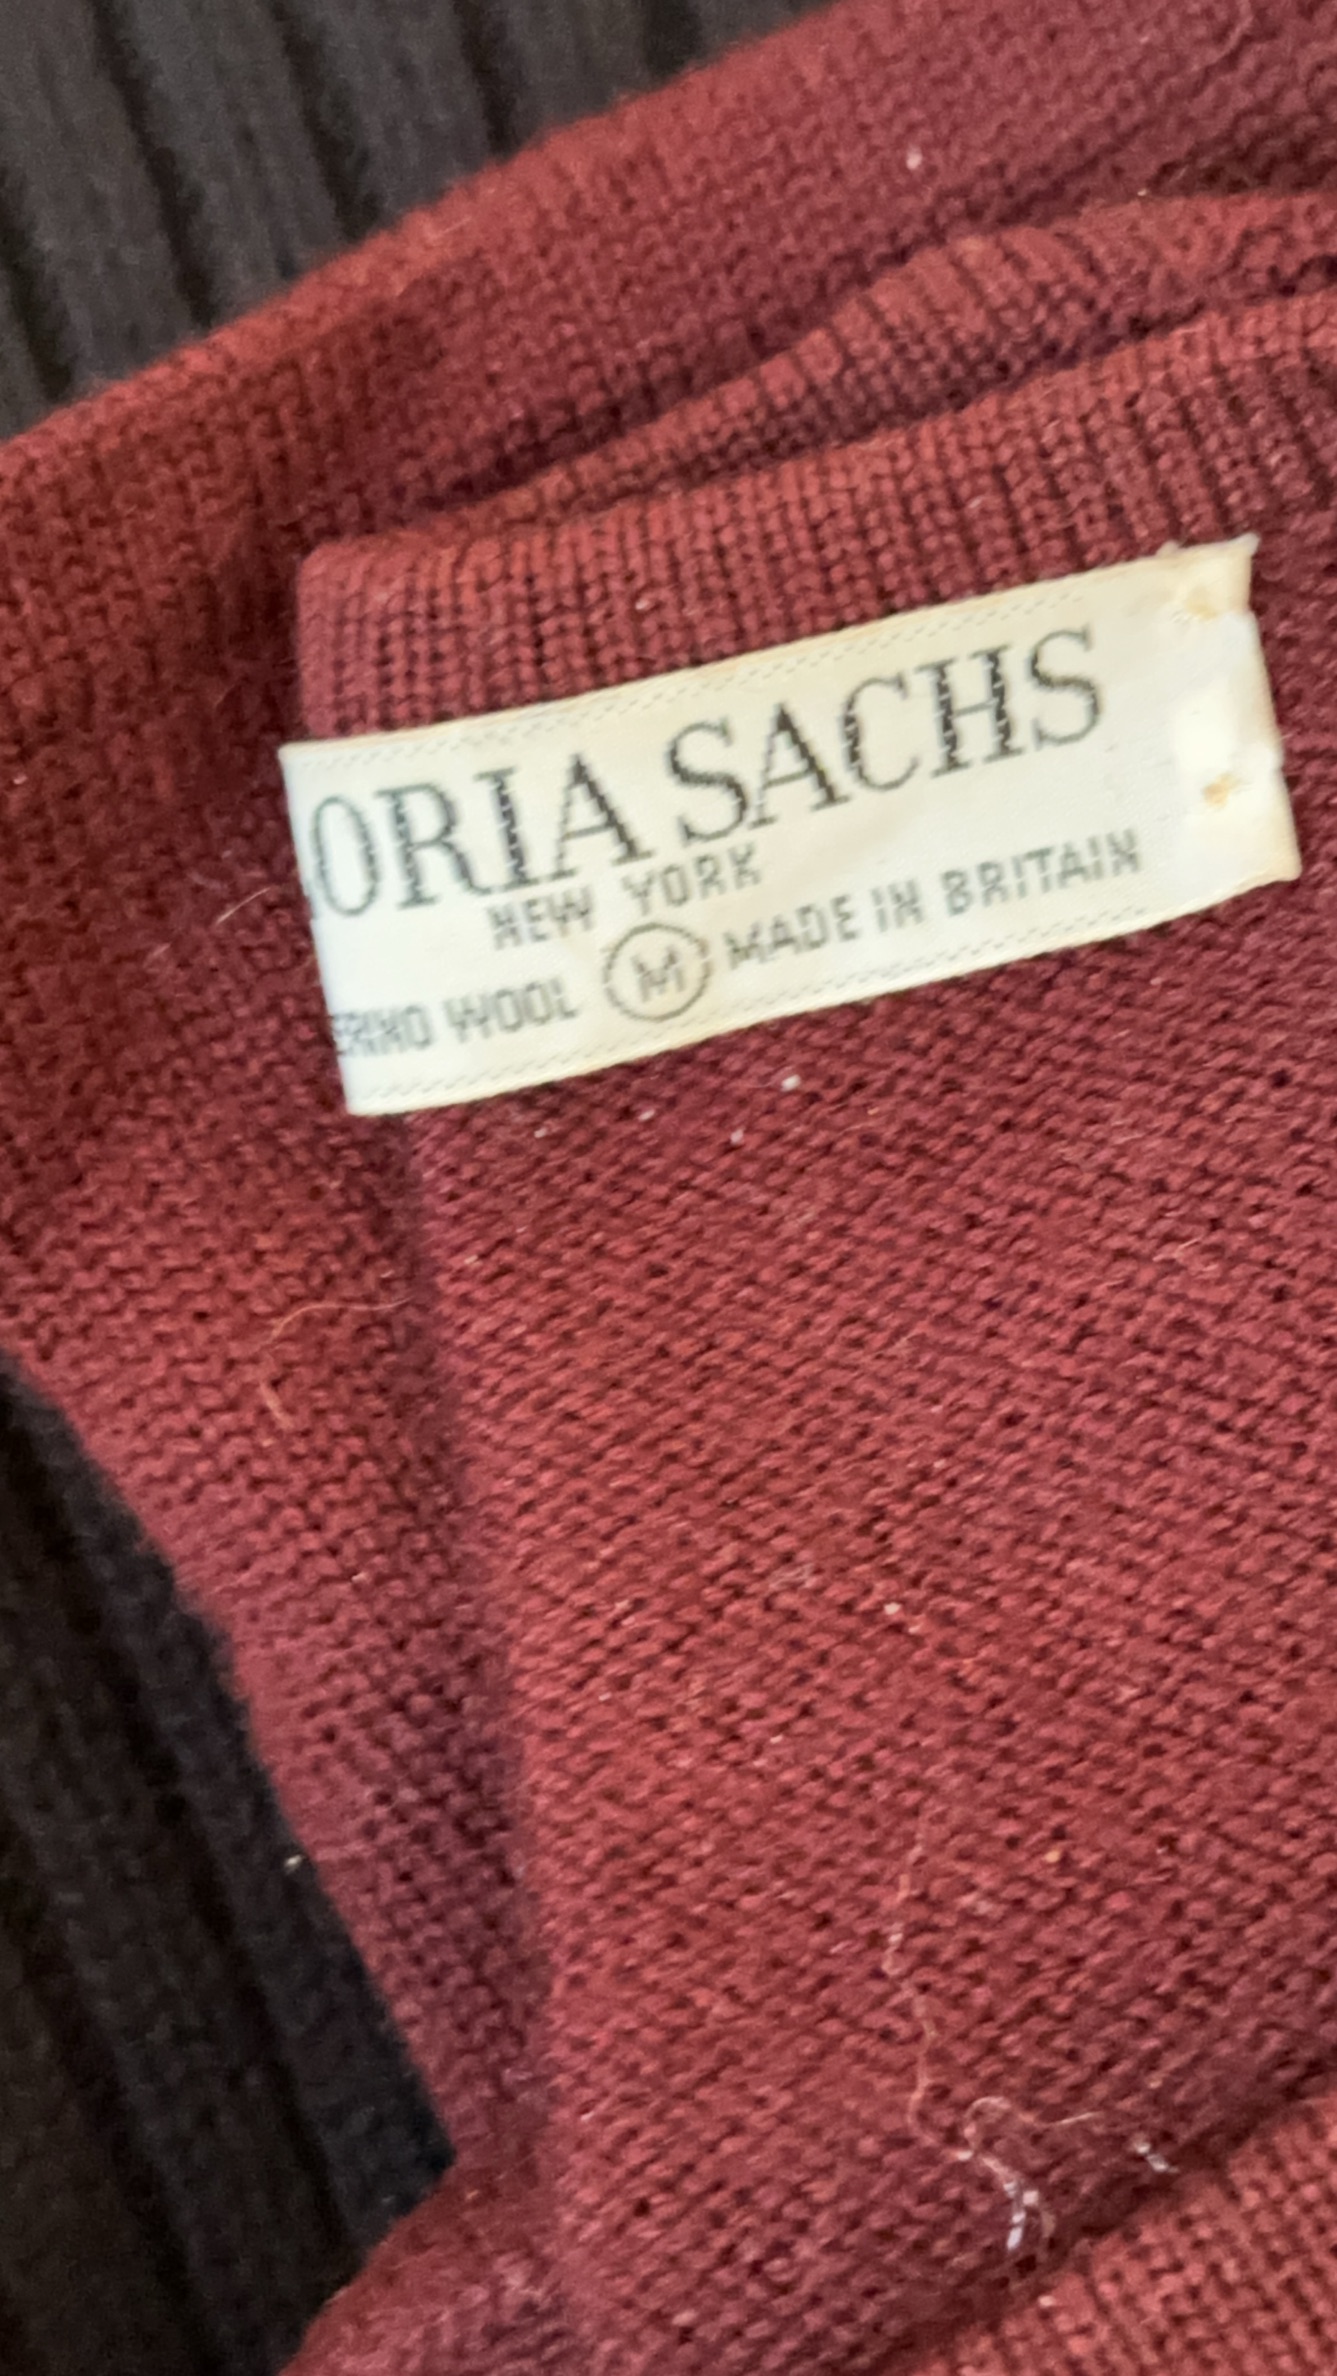 ORIA SACHS
NEW YORK
ERINO WOOL M MADE IN BRITAIN